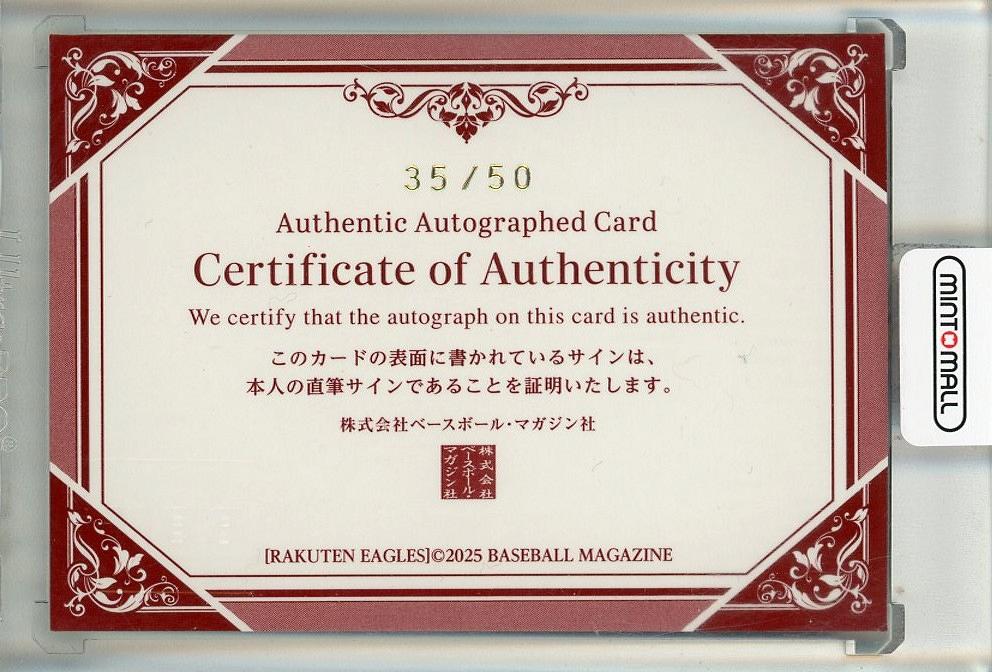 35/50
Authentic Autographed Card
Certificate of Authenticity
We certify that the autograph on this card is authentic.
このカードの表面に書かれているサインは、
本人の直筆サインであることを証明いたします。
株式会社ベースボール・マガジン社
株式会社
ベースボール・
マガジン社
[RAKUTEN EAGLES]©2025 BASEBALL MAGAZINE
MINT MALL